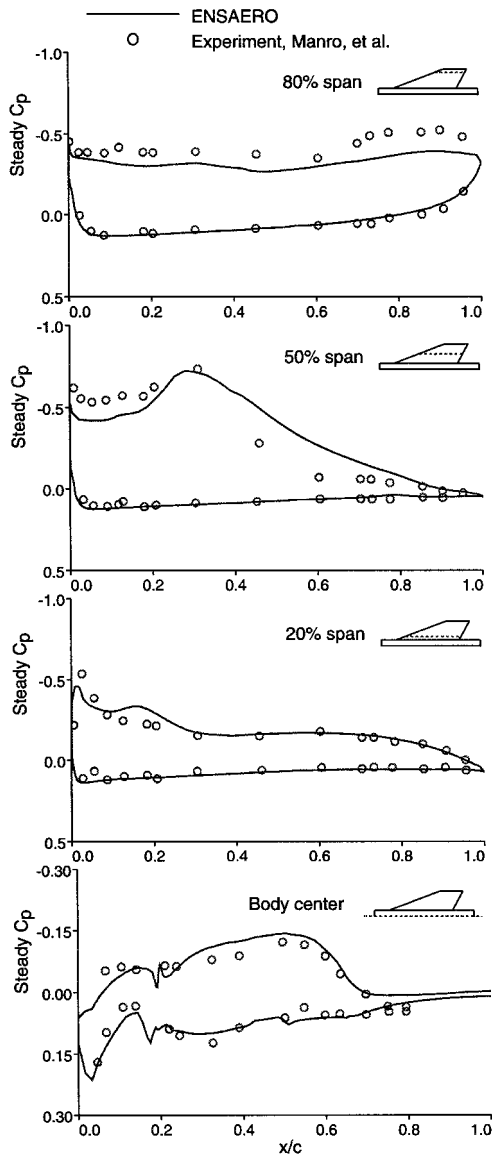 ENSAERO
Experiment, Manro, et al.
80% span
Steady Cp
-1.0
-0.5
0.0
0.5
0.0 0.2 0.4 0.6 0.8 1.0
50% span
Steady Cp
-1.0
-0.5
0.0
0.5
0.0 0.2 0.4 0.6 0.8 1.0
20% span
Steady Cp
-1.0
-0.5
0.0
0.5
0.0 0.2 0.4 0.6 0.8 1.0
Body center
Steady Cp
-0.30
-0.15
0.00
0.15
0.30
0.0 0.2 0.4 0.6 0.8 1.0
x/c